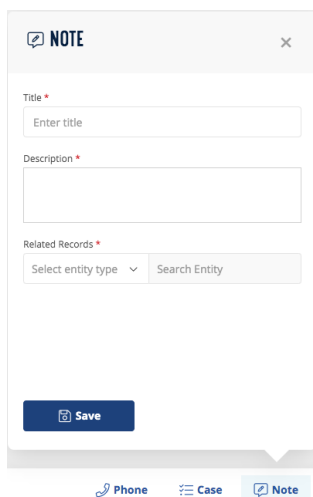 NOTE
Title *
Enter title
Description *
Related Records *
Select entity type Search Entity
Save
Phone Case Note